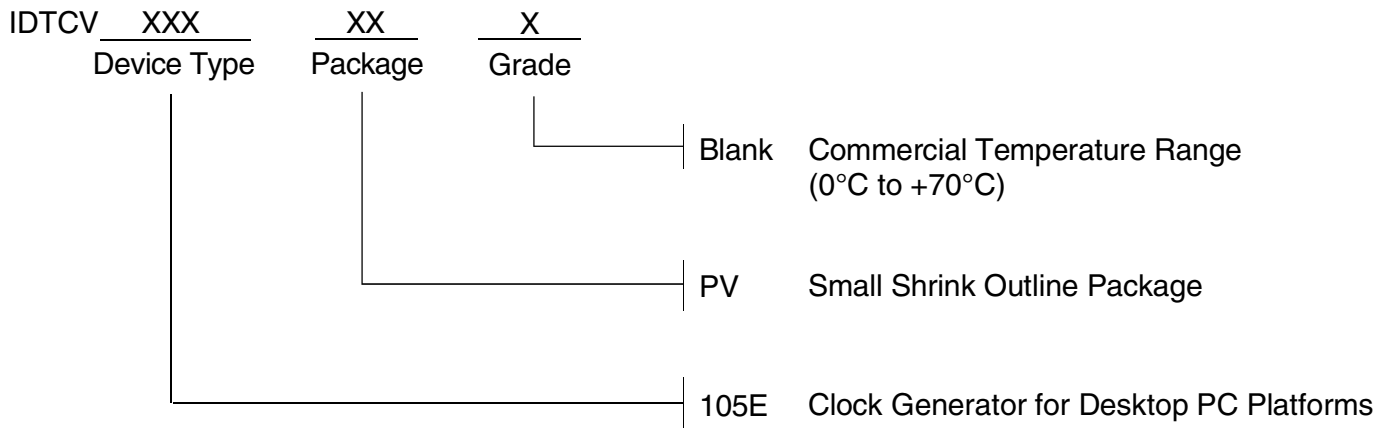 IDTCV XXX XX X
Device Type Package Grade
Blank Commercial Temperature Range
(0°C to +70°C)
PV Small Shrink Outline Package
105E Clock Generator for Desktop PC Platforms